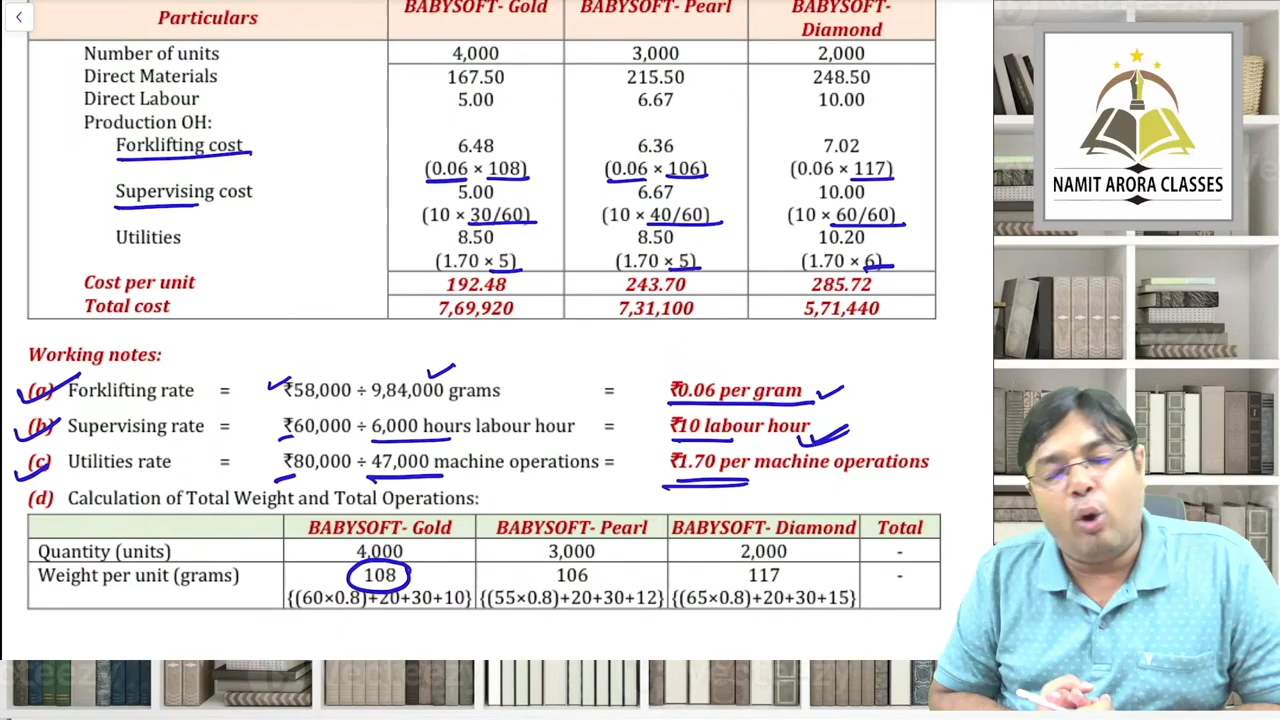 Particulars BABYSOFT- Gold BABYSOFT- Pearl BABYSOFT- Diamond
Number of units 4,000 3,000 2,000
Direct Materials 167.50 215.50 248.50
Direct Labour 5.00 6.67 10.00
Production OH:
Forklifting cost 6.48 6.36 7.02
(0.06 × 108) (0.06 × 106) (0.06 × 117)
Supervising cost 5.00 6.67 10.00
(10 × 30/60) (10 × 40/60) (10 × 60/60)
Utilities 8.50 8.50 10.20
(1.70 × 5) (1.70 × 5) (1.70 × 6)
Cost per unit 192.48 243.70 285.72
Total cost 7,69,920 7,31,100 5,71,440
Working notes:
(a) Forklifting rate = ₹58,000 ÷ 9,84,000 grams = ₹0.06 per gram
(b) Supervising rate = ₹60,000 ÷ 6,000 hours labour hour = ₹10 labour hour
(c) Utilities rate = ₹80,000 ÷ 47,000 machine operations = ₹1.70 per machine operations
(d) Calculation of Total Weight and Total Operations:
BABYSOFT- Gold BABYSOFT- Pearl BABYSOFT- Diamond Total
Quantity (units) 4,000 3,000 2,000 -
Weight per unit (grams) 108 106 117 -
{(60×0.8)+20+30+10} {(55×0.8)+20+30+12} {(65×0.8)+20+30+15}
NAMIT ARORA CLASSES